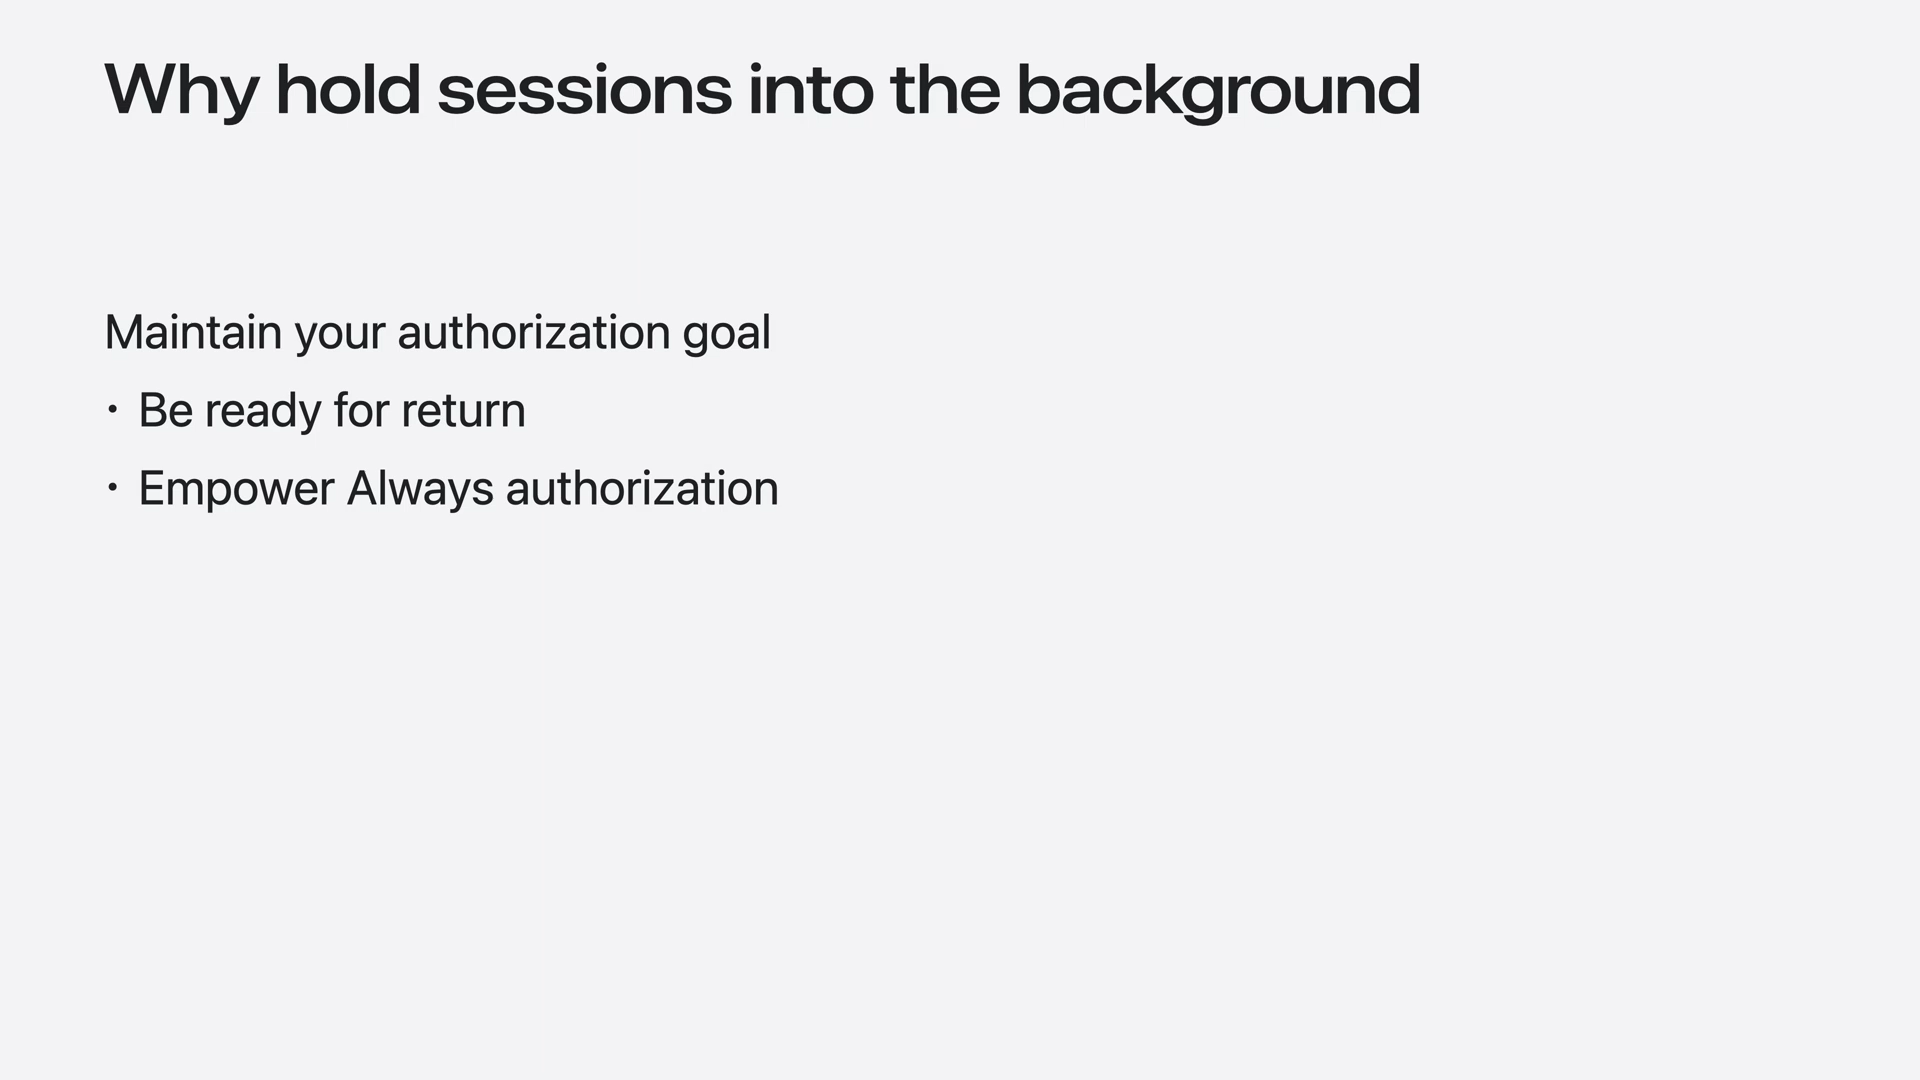 Why hold sessions into the background
Maintain your authorization goal
• Be ready for return
• Empower Always authorization